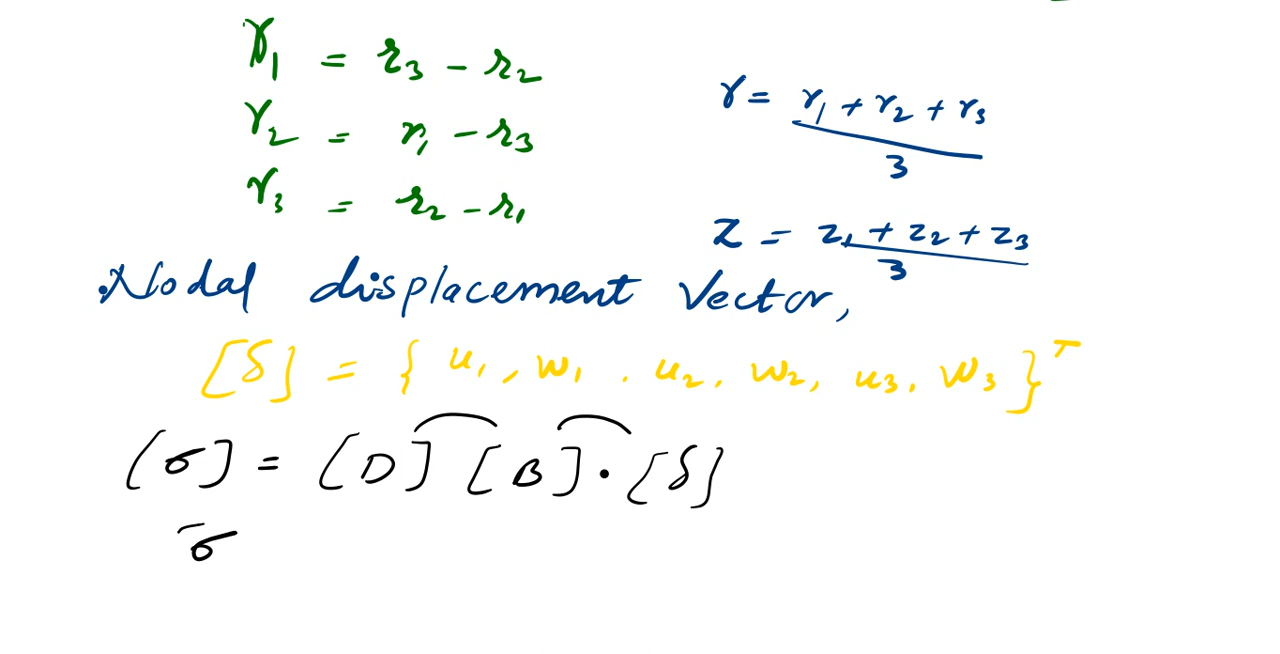 γ₁ = r₃ - r₂
γ₂ = r₁ - r₃
γ₃ = r₂ - r₁
r = (r₁ + r₂ + r₃) / 3
z = (z₁ + z₂ + z₃) / 3
Nodal displacement Vector,
[δ] = { u₁, w₁, u₂, w₂, u₃, w₃ }ᵀ
[σ] = [D] [B] · [δ]
σ